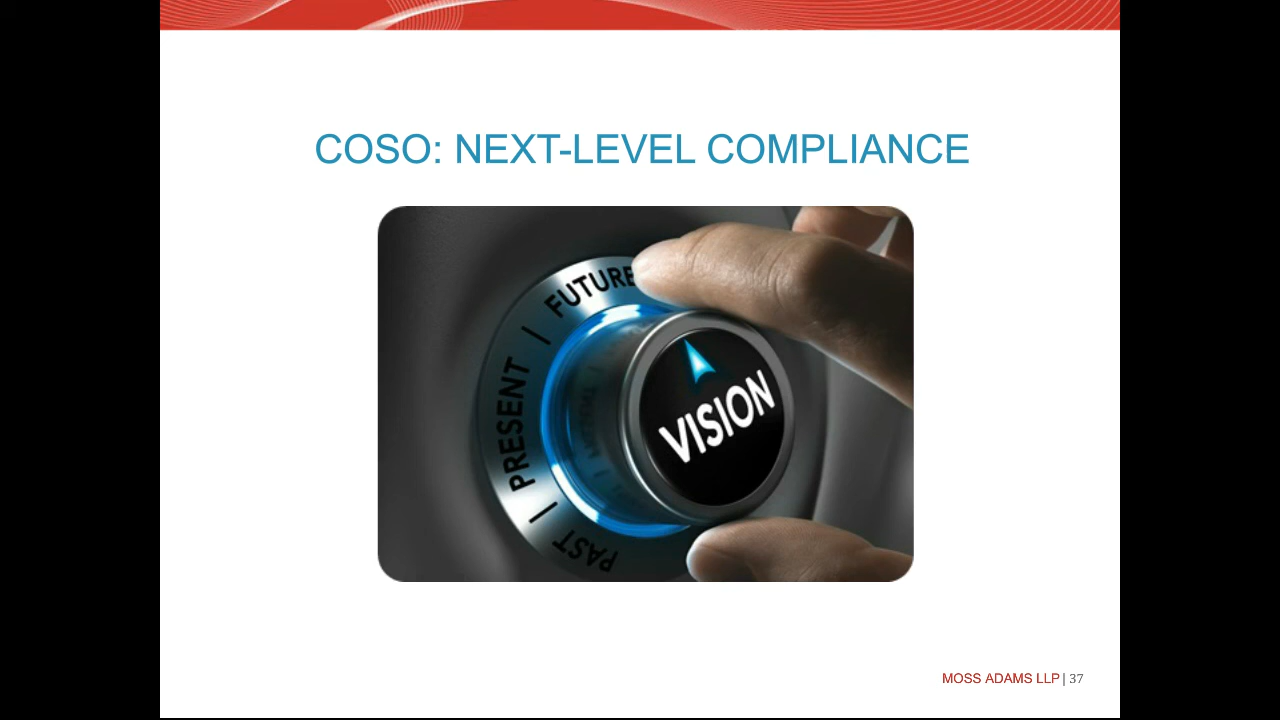 COSO: NEXT-LEVEL COMPLIANCE
FUTURE
|
PRESENT
|
PAST
VISION
MOSS ADAMS LLP | 37